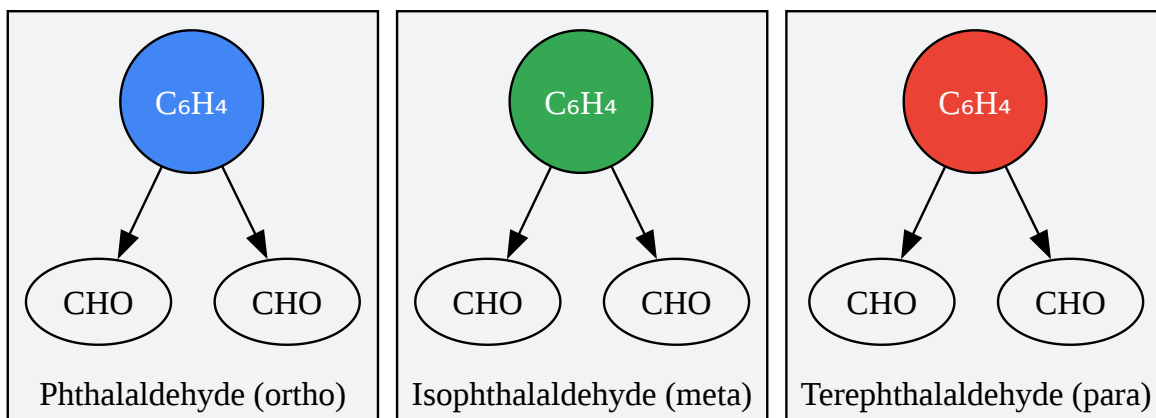 C₆H₄
CHO
CHO
Phthalaldehyde (ortho)
C₆H₄
CHO
CHO
Isophthalaldehyde (meta)
C₆H₄
CHO
CHO
Terephthalaldehyde (para)